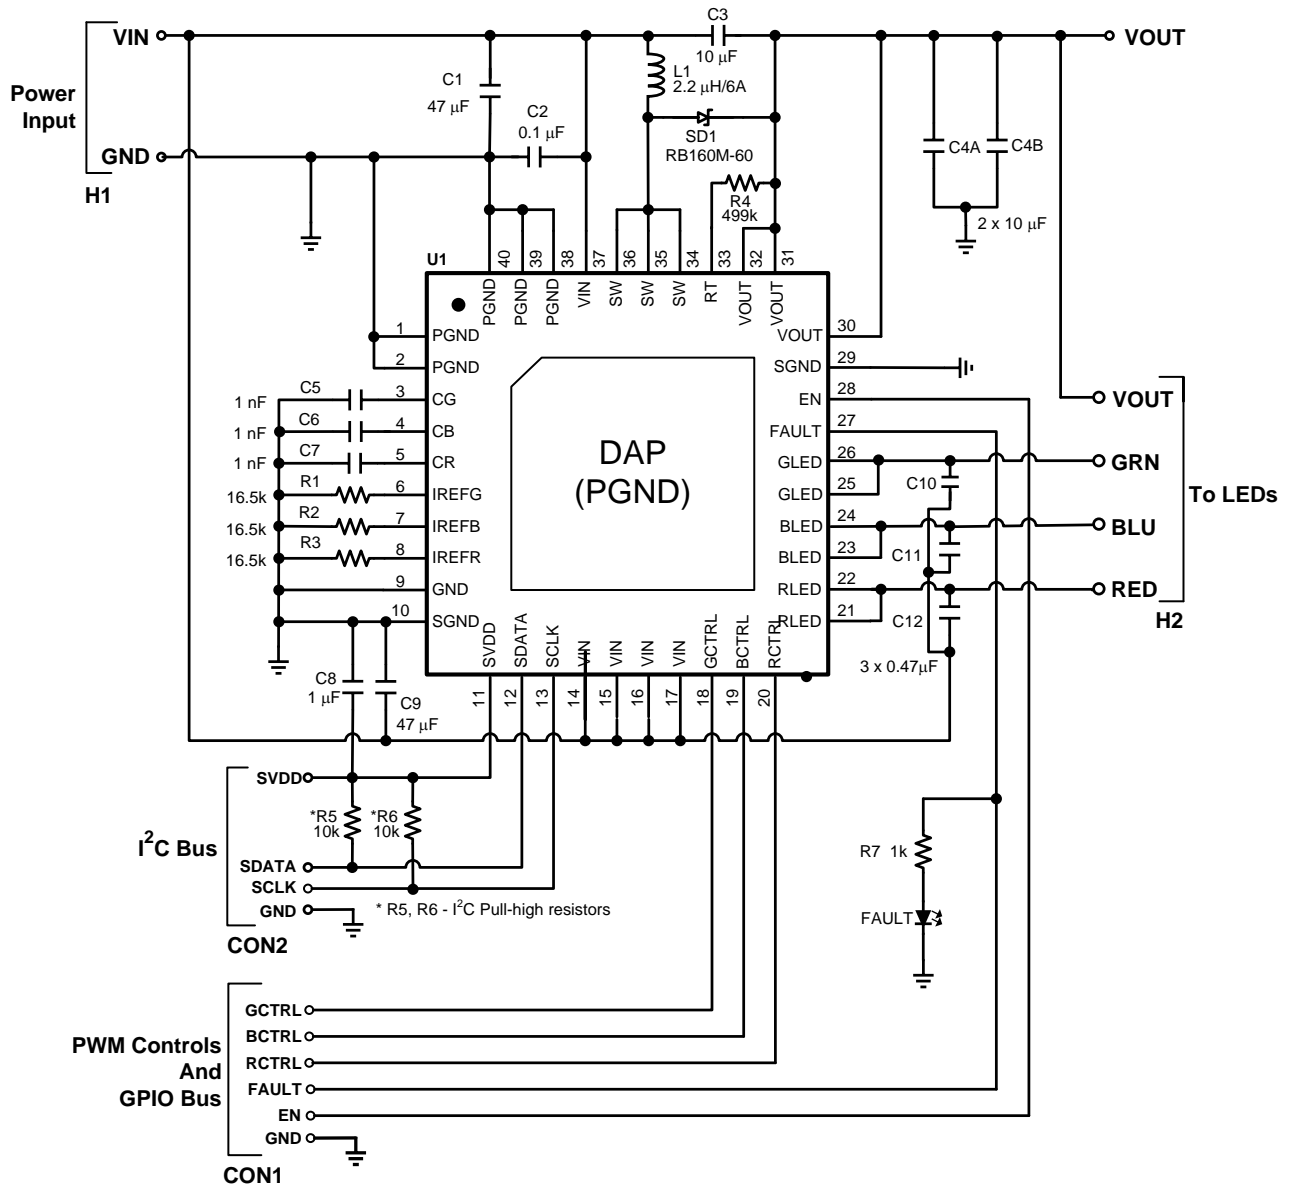 VIN
C3
10 µF
VOUT
Power
Input
C1
47 µF
L1
2.2 µH/6A
C2
0.1 µF
SD1
RB160M-60
C4A
C4B
GND
H1
R4
499k
2 x 10 µF
U1
40
39
38
37
36
35
34
33
32
31
PGND
PGND
PGND
VIN
SW
SW
SW
RT
VOUT
VOUT
1
PGND
VOUT
30
2
PGND
SGND
29
C5
1 nF
3
CG
EN
28
VOUT
C6
1 nF
4
CB
FAULT
27
C7
1 nF
5
CR
GLED
26
GRN
DAP
(PGND)
R1
16.5k
6
IREFG
GLED
25
C10
To LEDs
R2
16.5k
7
IREFB
BLED
24
BLU
R3
16.5k
8
IREFR
BLED
23
C11
9
GND
RLED
22
RED
10
SGND
RLED
21
C12
H2
SVDD
SDATA
SCLK
VIN
VIN
VIN
VIN
GCTRL
BCTRL
RCTRL
3 x 0.47µF
C8
1 µF
C9
47 µF
11
12
13
14
15
16
17
18
19
20
SVDD
*R5
10k
*R6
10k
I2C Bus
SDATA
SCLK
GND
* R5, R6 - I2C Pull-high resistors
CON2
R7 1k
FAULT
GCTRL
BCTRL
RCTRL
FAULT
EN
GND
PWM Controls
And
GPIO Bus
CON1